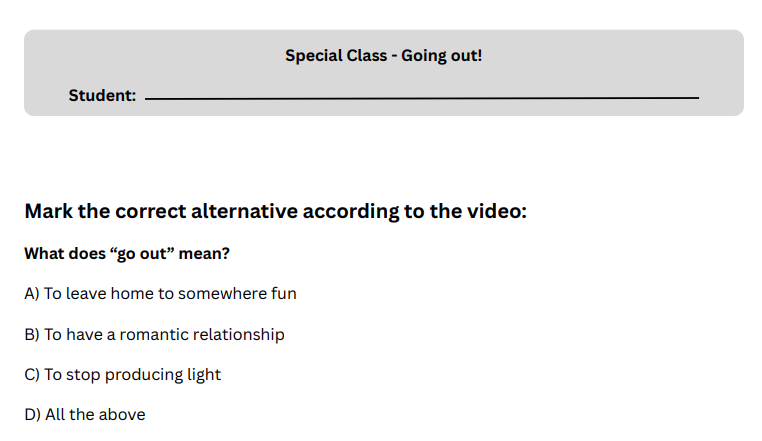 Special Class - Going out!
Student:
Mark the correct alternative according to the video:
What does “go out” mean?
A) To leave home to somewhere fun
B) To have a romantic relationship
C) To stop producing light
D) All the above